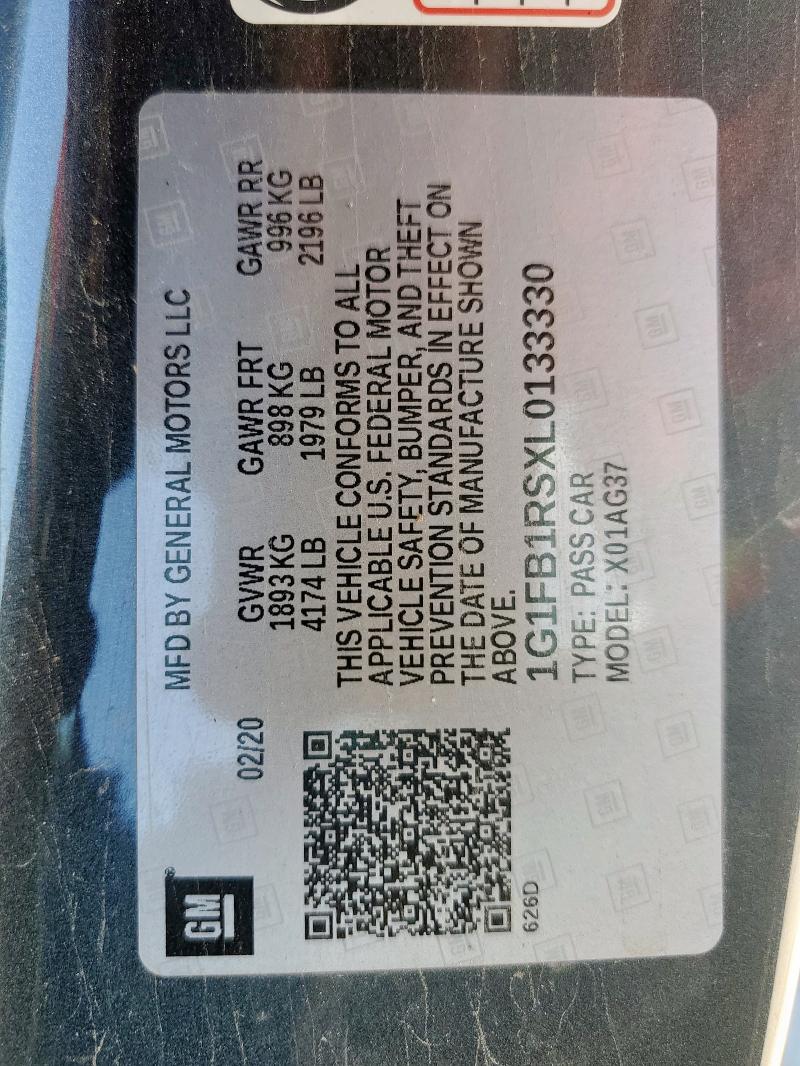 GM
MFD BY GENERAL MOTORS LLC
02/20
GVWR GAWR FRT GAWR RR
1893 KG 898 KG 996 KG
4174 LB 1979 LB 2196 LB
THIS VEHICLE CONFORMS TO ALL
APPLICABLE U.S. FEDERAL MOTOR
VEHICLE SAFETY, BUMPER, AND THEFT
PREVENTION STANDARDS IN EFFECT ON
THE DATE OF MANUFACTURE SHOWN
ABOVE.
1G1FB1RSXL0133330
TYPE: PASS CAR
MODEL: X01AG37
626D